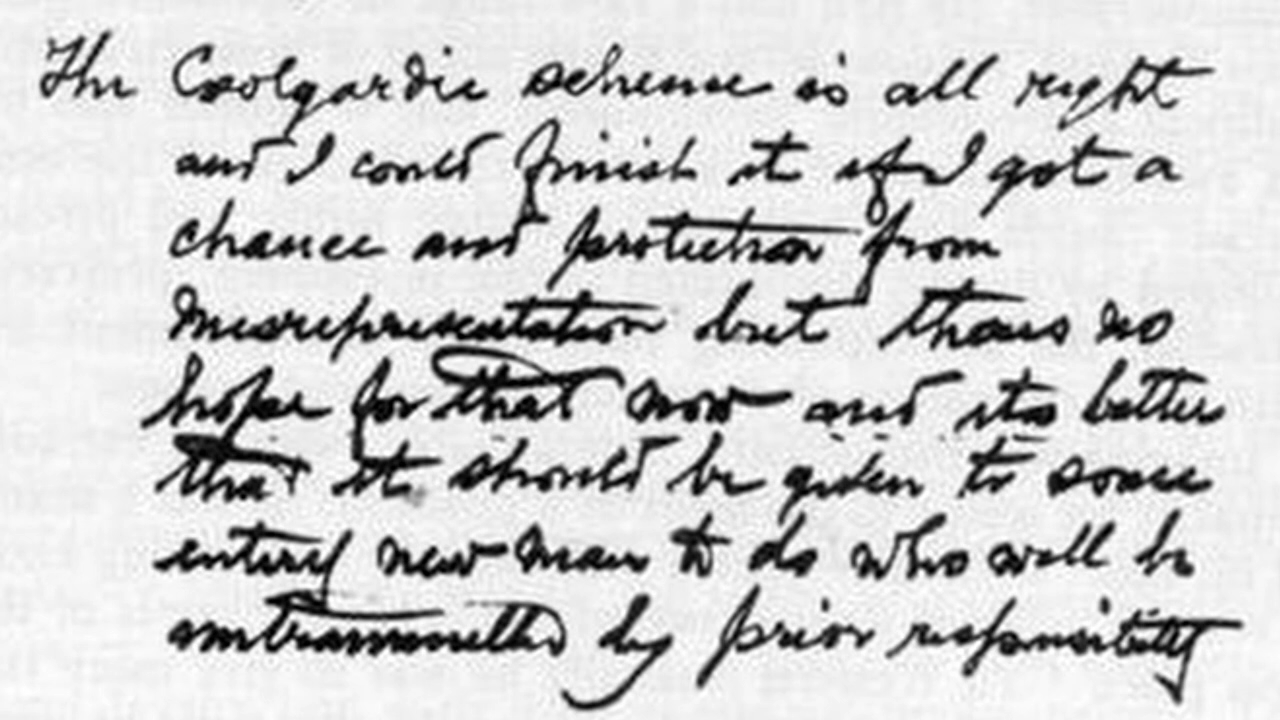 The Coolgardie scheme is all right
and I could finish it if I got a
chance and protection from
misrepresentation but thars no
hope for that now and its better
that it should be given to some
entirely new man to do who will be
untrammelled by prior responsibility